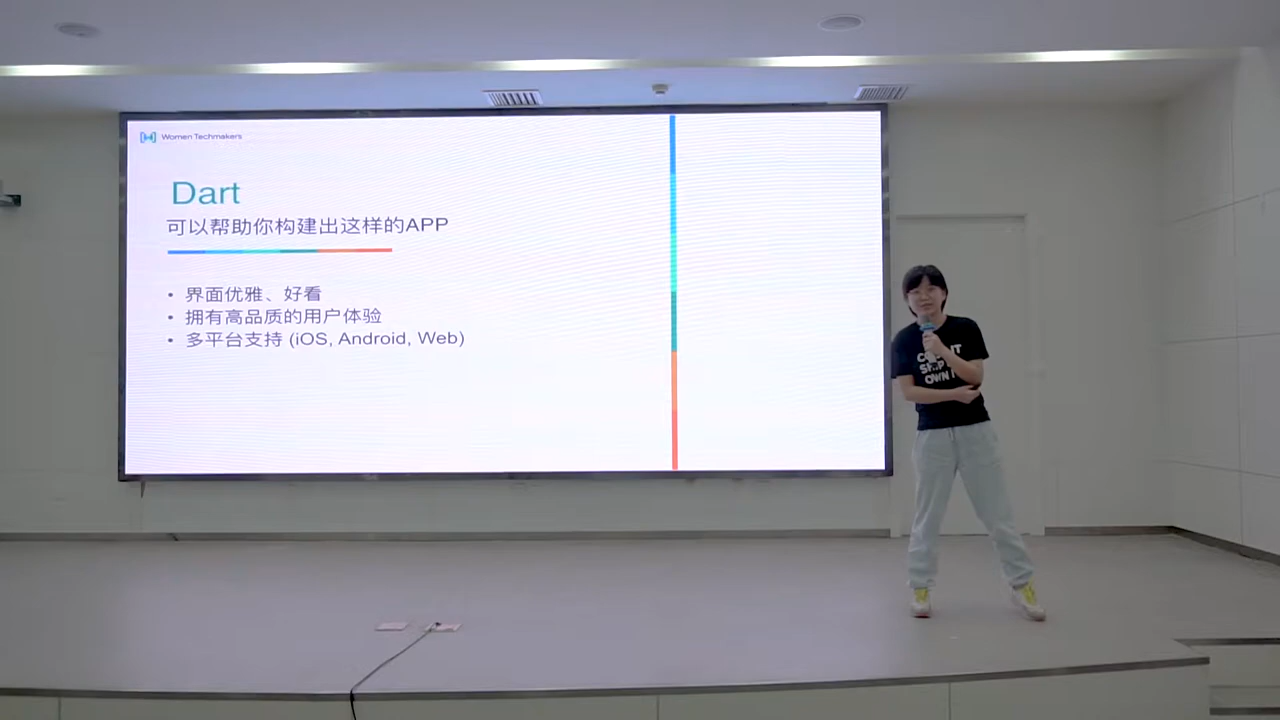 Women Techmakers
Dart
可以帮助你构建出这样的APP
• 界面优雅、好看
• 拥有高品质的用户体验
• 多平台支持 (iOS, Android, Web)
OWN